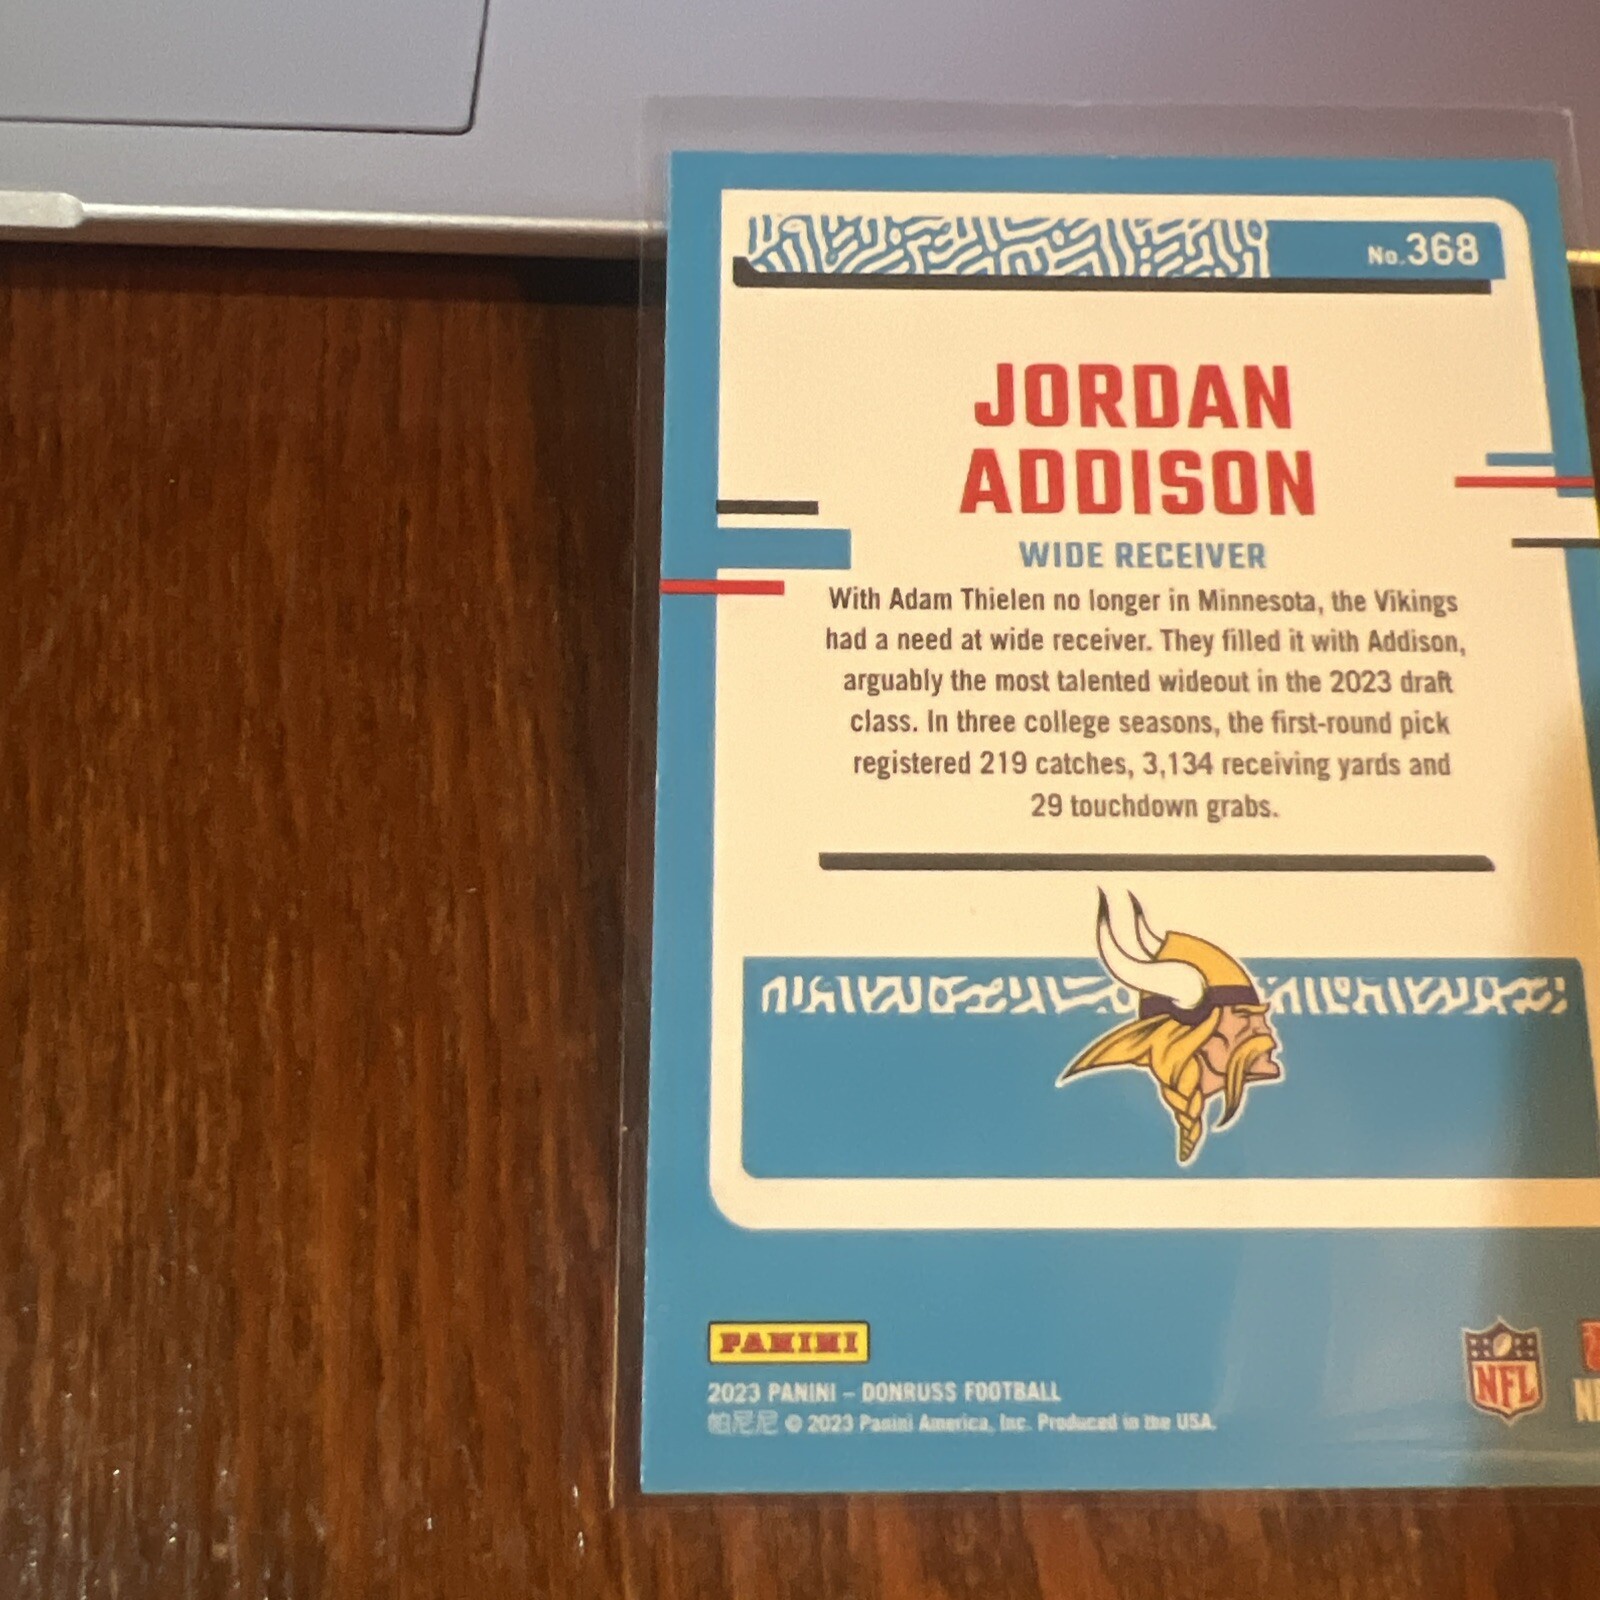 No.368
JORDAN
ADDISON
WIDE RECEIVER
With Adam Thielen no longer in Minnesota, the Vikings
had a need at wide receiver. They filled it with Addison,
arguably the most talented wideout in the 2023 draft
class. In three college seasons, the first-round pick
registered 219 catches, 3,134 receiving yards and
29 touchdown grabs.
PANINI
NFL
2023 PANINI – DONRUSS FOOTBALL
帕尼尼 © 2023 Panini America, Inc. Produced in the USA.